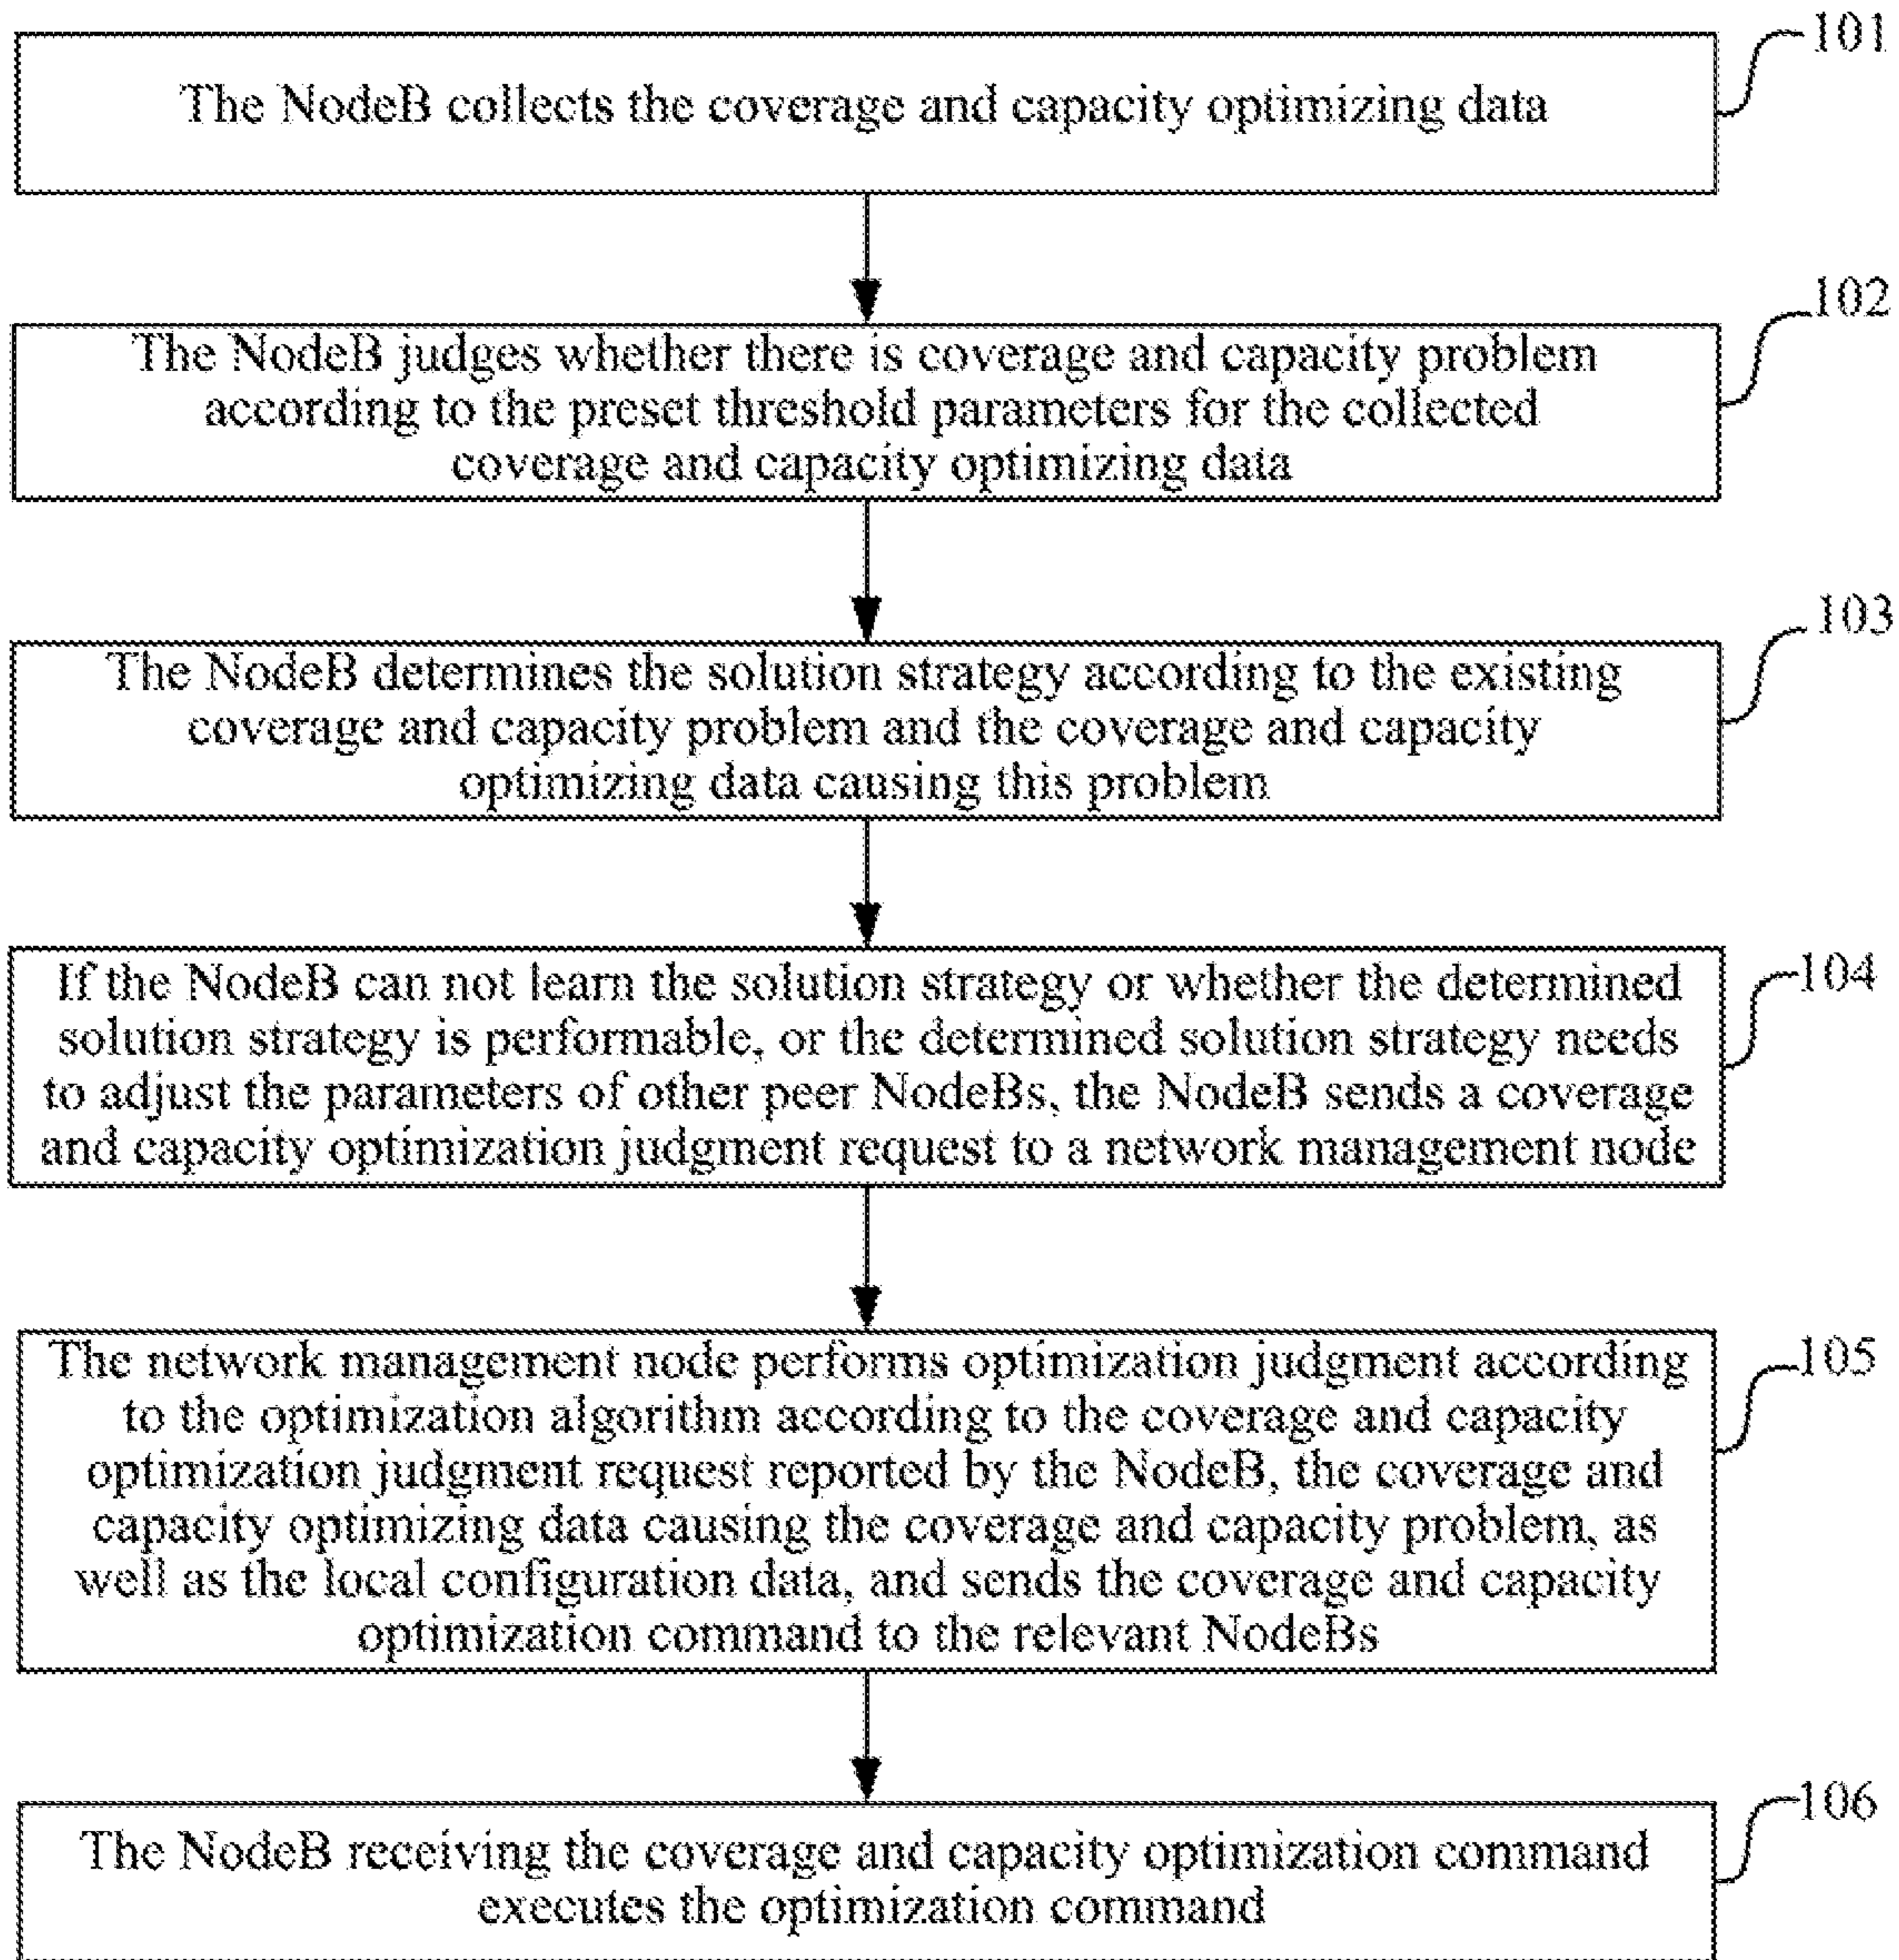 101
The NodeB collects the coverage and capacity optimizing data
102
The NodeB judges whether there is coverage and capacity problem
according to the preset threshold parameters for the collected
coverage and capacity optimizing data
103
The NodeB determines the solution strategy according to the existing
coverage and capacity problem and the coverage and capacity
optimizing data causing this problem
104
If the NodeB can not learn the solution strategy or whether the determined
solution strategy is performable, or the determined solution strategy needs
to adjust the parameters of other peer NodeBs, the NodeB sends a coverage
and capacity optimization judgment request to a network management node
105
The network management node performs optimization judgment according
to the optimization algorithm according to the coverage and capacity
optimization judgment request reported by the NodeB, the coverage and
capacity optimizing data causing the coverage and capacity problem, as
well as the local configuration data, and sends the coverage and capacity
optimization command to the relevant NodeBs
106
The NodeB receiving the coverage and capacity optimization command
executes the optimization command